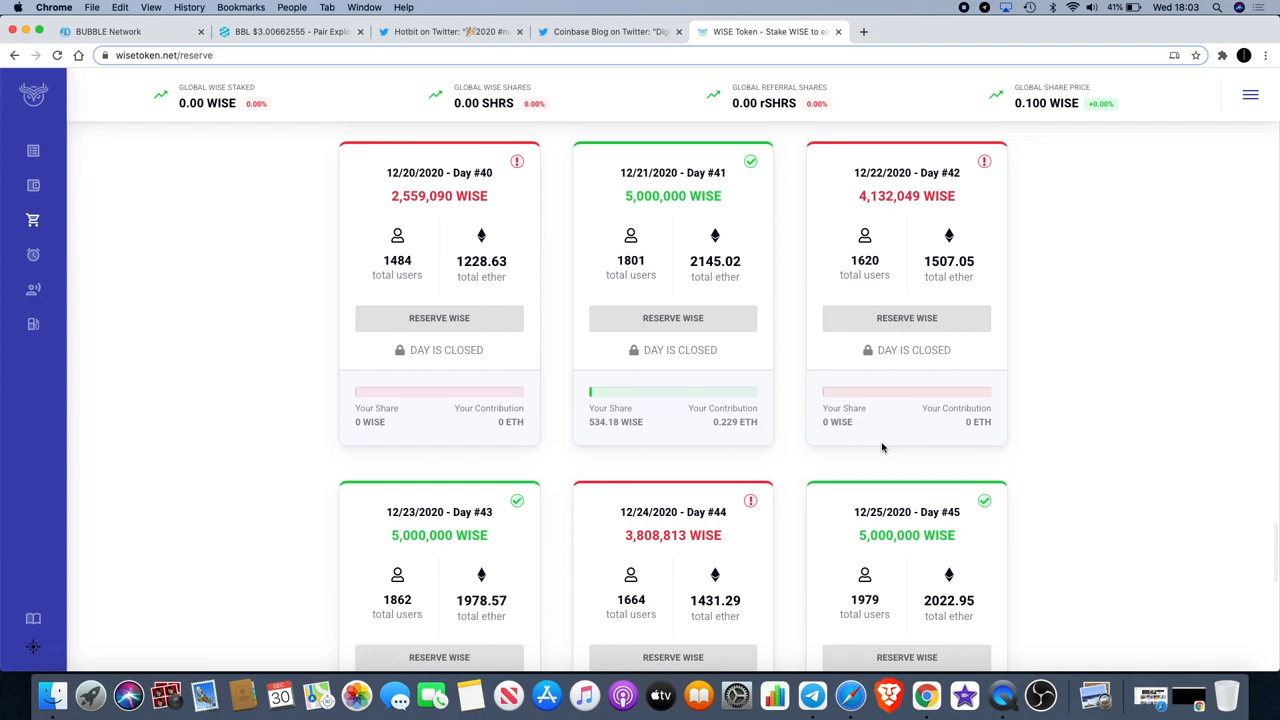 Chrome File Edit View History Bookmarks People Tab Window Help 41% Wed 18:03
BUBBLE Network BBL $3.00662555 - Pair Explo Hotbit on Twitter: "🎉2020 #n Coinbase Blog on Twitter: "Dig WISE Token - Stake WISE to ea
wisetoken.net/reserve
GLOBAL WISE STAKED
0.00 WISE 0.00%
GLOBAL WISE SHARES
0.00 SHRS 0.00%
GLOBAL REFERRAL SHARES
0.00 rSHRS 0.00%
GLOBAL SHARE PRICE
0.100 WISE +0.00%
12/20/2020 - Day #40
2,559,090 WISE
1484 1228.63
total users total ether
RESERVE WISE
DAY IS CLOSED
Your Share Your Contribution
0 WISE 0 ETH
12/21/2020 - Day #41
5,000,000 WISE
1801 2145.02
total users total ether
RESERVE WISE
DAY IS CLOSED
Your Share Your Contribution
534.18 WISE 0.229 ETH
12/22/2020 - Day #42
4,132,049 WISE
1620 1507.05
total users total ether
RESERVE WISE
DAY IS CLOSED
Your Share Your Contribution
0 WISE 0 ETH
12/23/2020 - Day #43
5,000,000 WISE
1862 1978.57
total users total ether
RESERVE WISE
12/24/2020 - Day #44
3,808,813 WISE
1664 1431.29
total users total ether
RESERVE WISE
12/25/2020 - Day #45
5,000,000 WISE
1979 2022.95
total users total ether
RESERVE WISE
DEC
30
tv